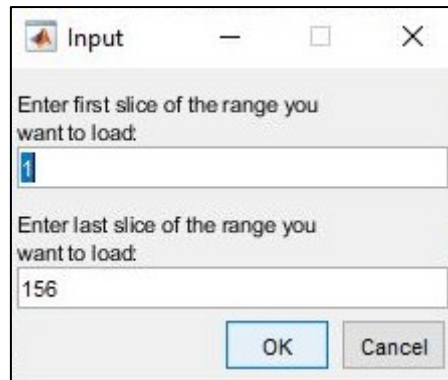 Input
Enter first slice of the range you
want to load:
1
Enter last slice of the range you
want to load:
156
OK Cancel